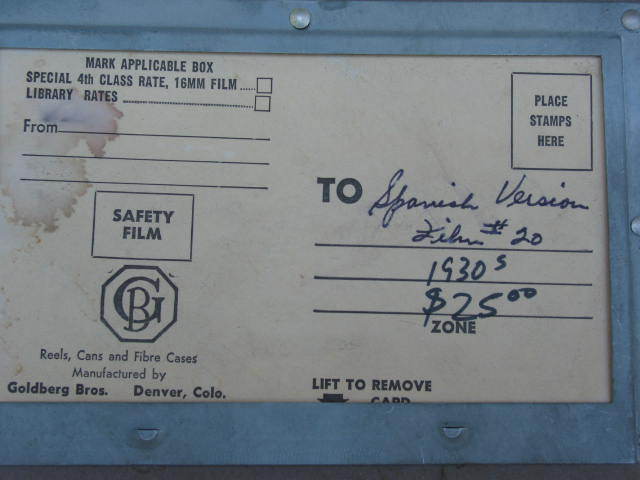 MARK APPLICABLE BOX
SPECIAL 4th CLASS RATE, 16MM FILM
LIBRARY RATES
From
PLACE
STAMPS
HERE
TO Spanish Version
Film # 20
1930s
$25.00
ZONE
SAFETY
FILM
GB
Reels, Cans and Fibre Cases
Manufactured by
Goldberg Bros. Denver, Colo.
LIFT TO REMOVE
CARD